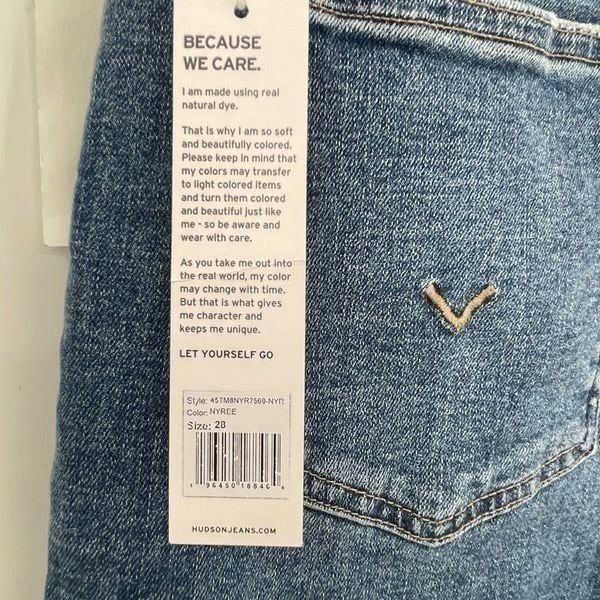 BECAUSE
WE CARE.
I am made using real
natural dye.
That is why I am so soft
and beautifully colored.
Please keep in mind that
my colors may transfer
to light colored items
and turn them colored
and beautiful just like
me - so be aware and
wear with care.
As you take me out into
the real world, my color
may change with time.
But that is what gives
me character and
keeps me unique.
LET YOURSELF GO
Style: 45TM8NYR7569-NYR
Color: NYREE
Size: 28
HUDSONJEANS.COM